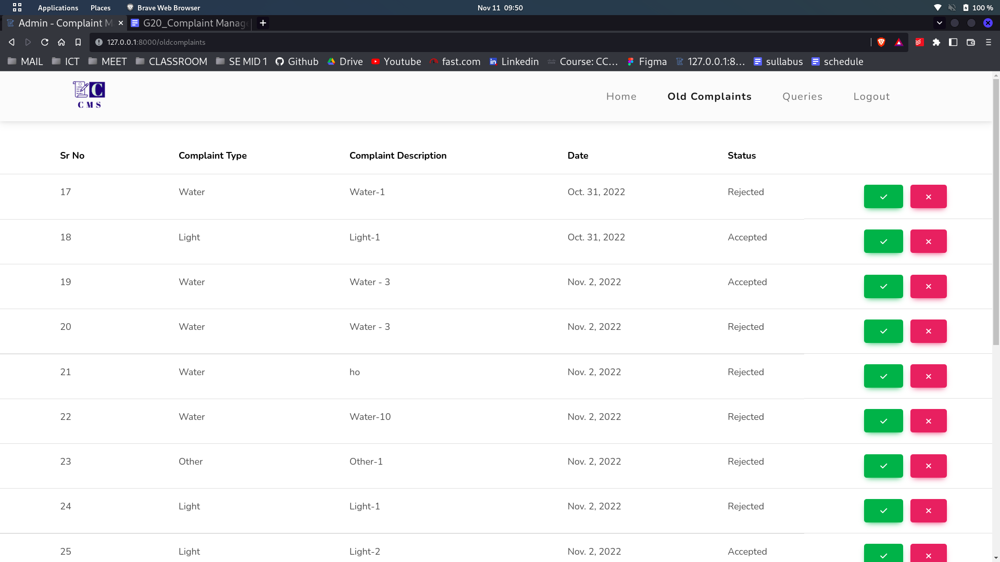 Applications Places Brave Web Browser Nov 11 09:50 100 %
Admin - Complaint M G20_Complaint Manage
127.0.0.1:8000/oldcomplaints
MAIL ICT MEET CLASSROOM SE MID 1 Github Drive Youtube fast.com Linkedin Course: CC... Figma 127.0.0.1:8... sullabus schedule
C
CMS
Home Old Complaints Queries Logout
Sr No Complaint Type Complaint Description Date Status
17 Water Water-1 Oct. 31, 2022 Rejected
18 Light Light-1 Oct. 31, 2022 Accepted
19 Water Water - 3 Nov. 2, 2022 Accepted
20 Water Water - 3 Nov. 2, 2022 Rejected
21 Water ho Nov. 2, 2022 Rejected
22 Water Water-10 Nov. 2, 2022 Rejected
23 Other Other-1 Nov. 2, 2022 Rejected
24 Light Light-1 Nov. 2, 2022 Rejected
25 Light Light-2 Nov. 2, 2022 Accepted